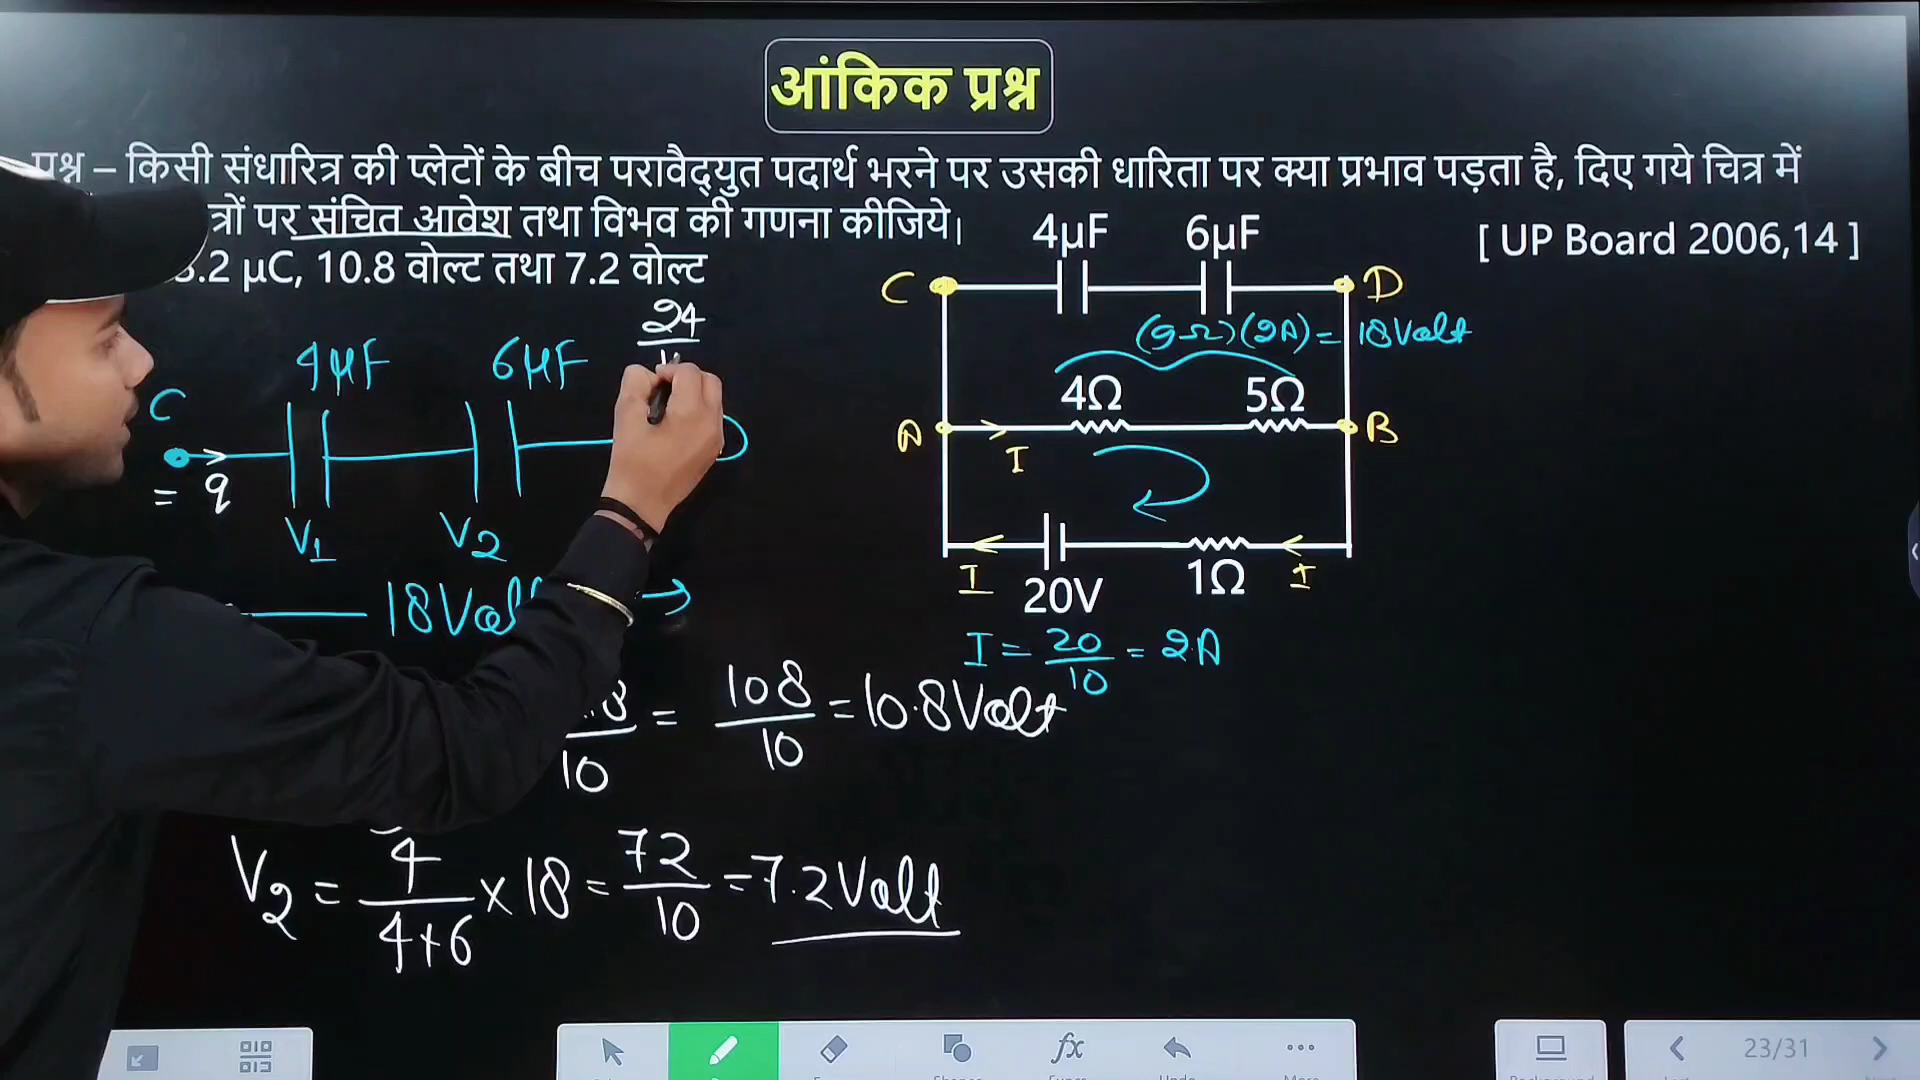 आंकिक प्रश्न
प्रश्न – किसी संधारित्र की प्लेटों के बीच परावैद्युत पदार्थ भरने पर उसकी धारिता पर क्या प्रभाव पड़ता है, दिए गये चित्र में
त्रों पर संचित आवेश तथा विभव की गणना कीजिये।
[ UP Board 2006,14 ]
.2 μC, 10.8 वोल्ट तथा 7.2 वोल्ट
4μF 6μF
C D
(9Ω)(2A) = 18Volt
4Ω 5Ω
A B
I
I I
20V 1Ω
I = 20/10 = 2A
24
4μF 6μF
C
= q
V1 V2
18Vol
10
= 108/10 = 10.8Volt
V2 = 4/4+6 × 18 = 72/10 = 7.2Volt
fx
23/31